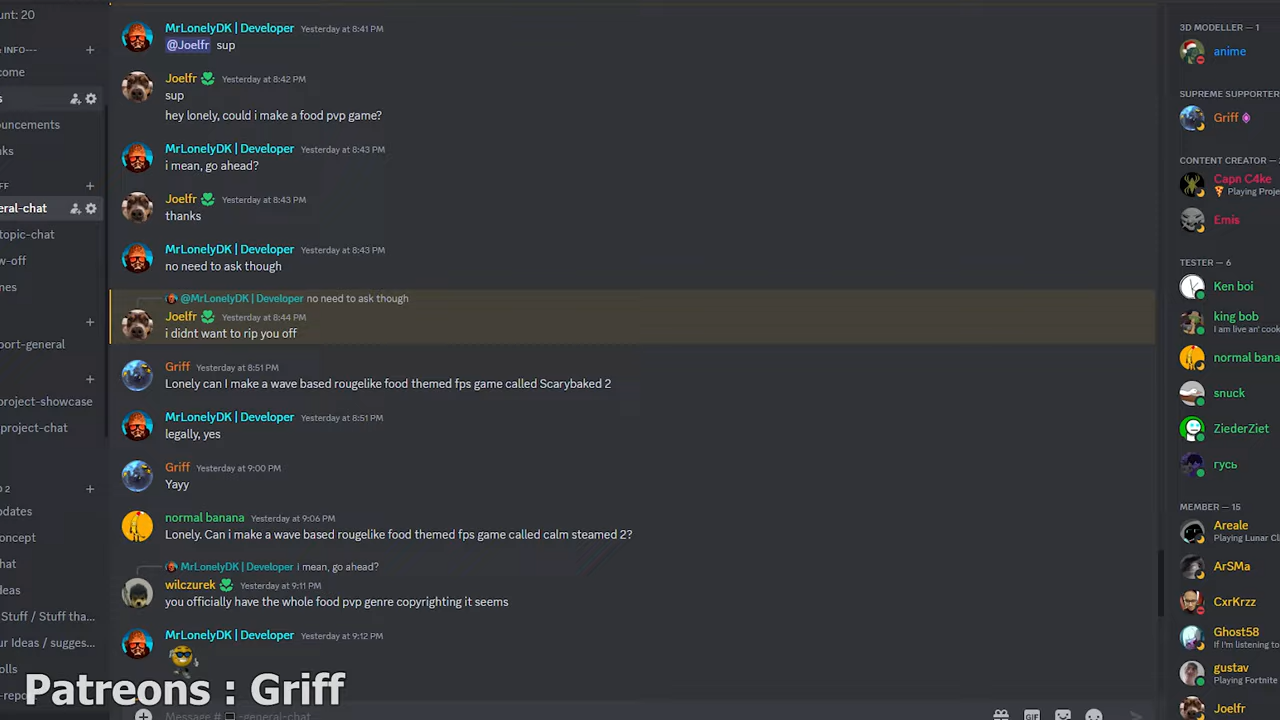 ount: 20
INFO---
ome
s
ouncements
nks
FF
eral-chat
topic-chat
w-off
nes
port-general
project-showcase
project-chat
D 2
pdates
oncept
hat
deas
Stuff / Stuff tha...
ur Ideas / sugges...
olls
-repor
MrLonelyDK | Developer Yesterday at 8:41 PM
@Joelfr sup
Joelfr Yesterday at 8:42 PM
sup
hey lonely, could i make a food pvp game?
MrLonelyDK | Developer Yesterday at 8:43 PM
i mean, go ahead?
Joelfr Yesterday at 8:43 PM
thanks
MrLonelyDK | Developer Yesterday at 8:43 PM
no need to ask though
@MrLonelyDK | Developer no need to ask though
Joelfr Yesterday at 8:44 PM
i didnt want to rip you off
Griff Yesterday at 8:51 PM
Lonely can I make a wave based rougelike food themed fps game called Scarybaked 2
MrLonelyDK | Developer Yesterday at 8:51 PM
legally, yes
Griff Yesterday at 9:00 PM
Yayy
normal banana Yesterday at 9:06 PM
Lonely. Can i make a wave based rougelike food themed fps game called calm steamed 2?
MrLonelyDK | Developer i mean, go ahead?
wilczurek Yesterday at 9:11 PM
you officially have the whole food pvp genre copyrighting it seems
MrLonelyDK | Developer Yesterday at 9:12 PM
Message # -general-chat
GIF
3D MODELLER — 1
anime
SUPREME SUPPORTER
Griff
CONTENT CREATOR —
Capn C4ke
Playing Proje
Emis
TESTER — 6
Ken boi
king bob
I am live an' cook
normal bana
snuck
ZiederZiet
гусь
MEMBER — 15
Areale
Playing Lunar Cl
ArSMa
CxrKrzz
Ghost58
If I'm listening to
gustav
Playing Fortnite
Joelfr
Patreons : Griff